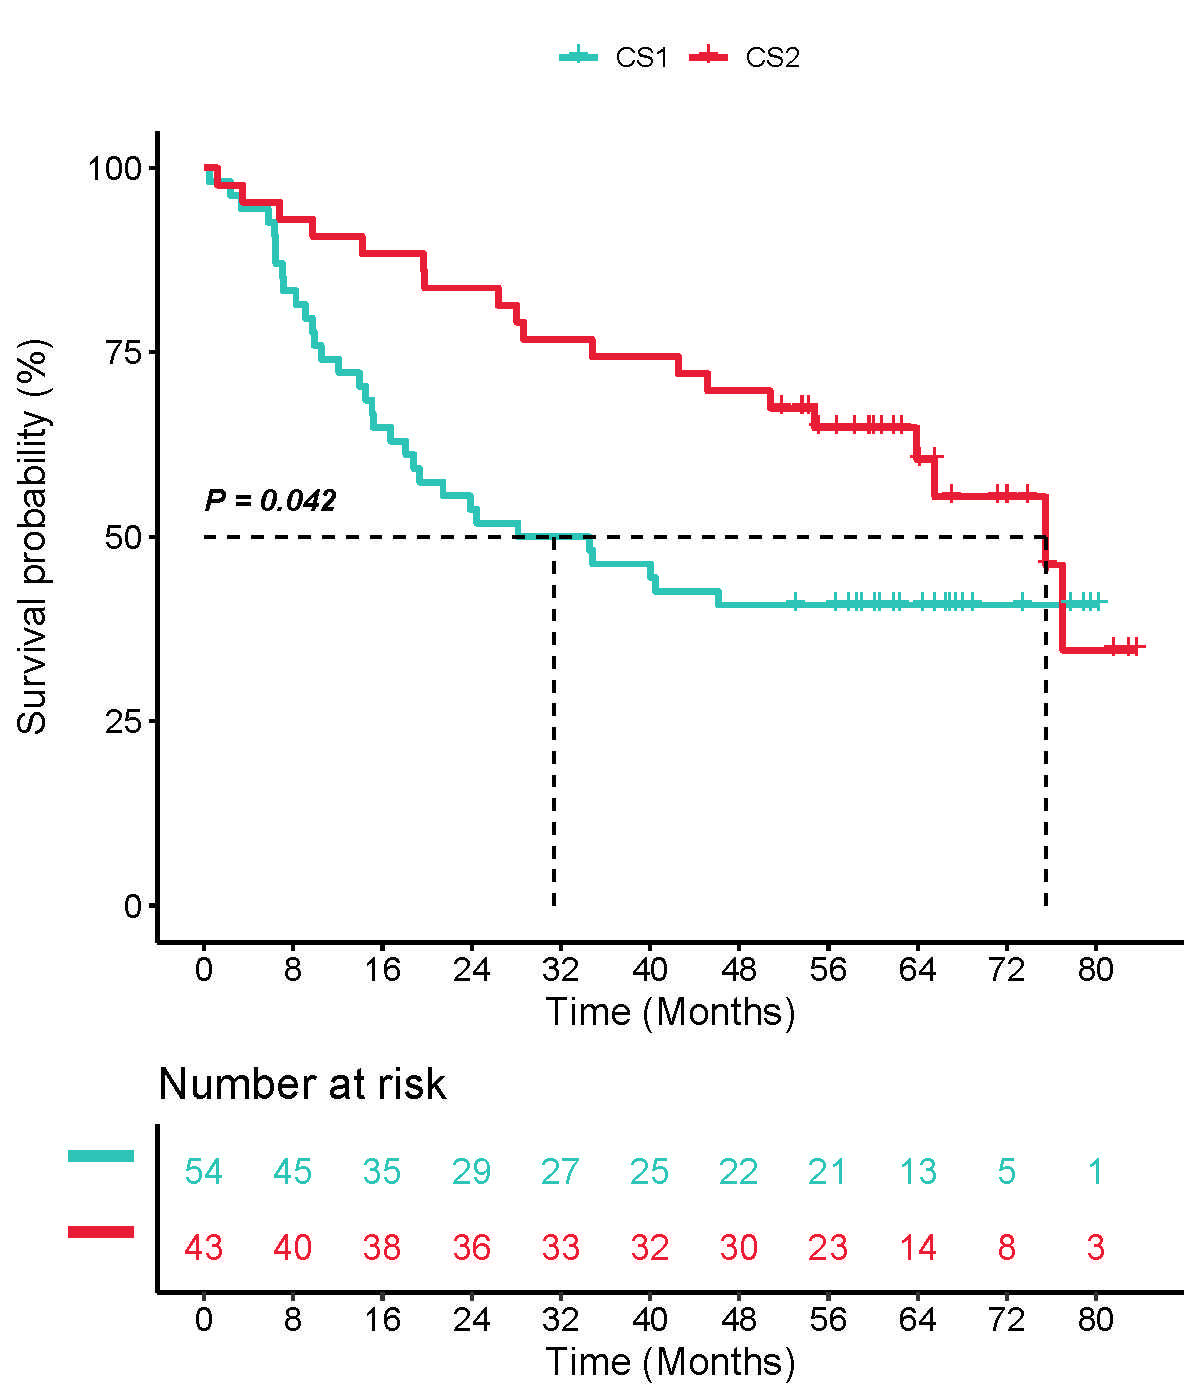 CS1 CS2
Survival probability (%)
100
75
50
25
0
P = 0.042
0 8 16 24 32 40 48 56 64 72 80
Time (Months)
Number at risk
54 45 35 29 27 25 22 21 13 5 1
43 40 38 36 33 32 30 23 14 8 3
0 8 16 24 32 40 48 56 64 72 80
Time (Months)